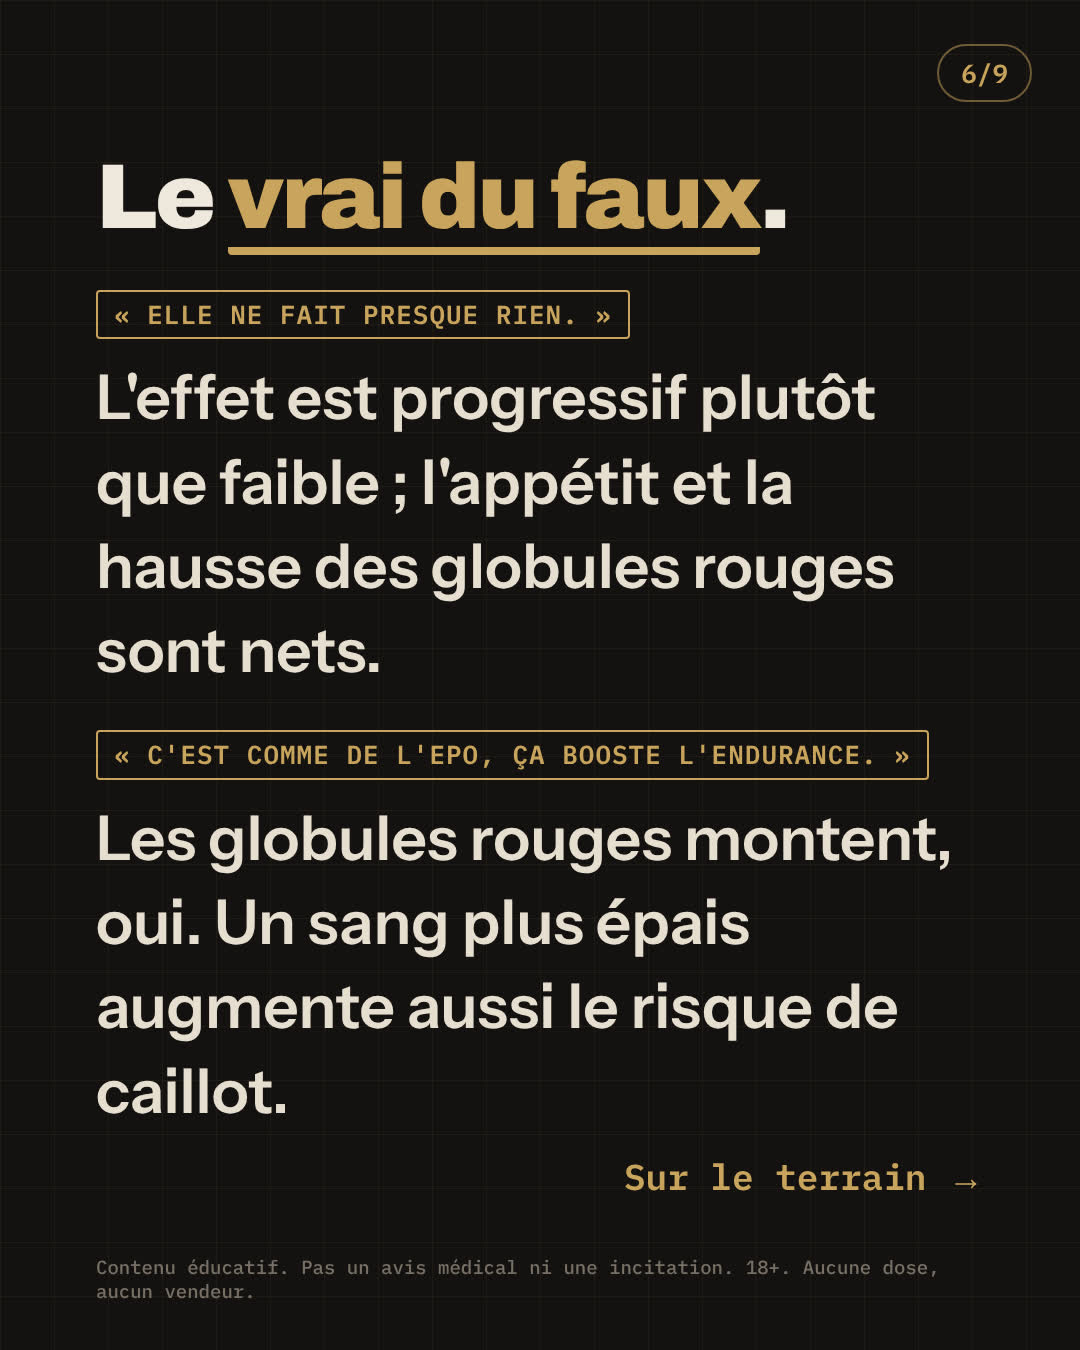 6/9
Le vrai du faux.
« ELLE NE FAIT PRESQUE RIEN. »
L'effet est progressif plutôt
que faible ; l'appétit et la
hausse des globules rouges
sont nets.
« C'EST COMME DE L'EPO, ÇA BOOSTE L'ENDURANCE. »
Les globules rouges montent,
oui. Un sang plus épais
augmente aussi le risque de
caillot.
Sur le terrain →
Contenu éducatif. Pas un avis médical ni une incitation. 18+. Aucune dose,
aucun vendeur.